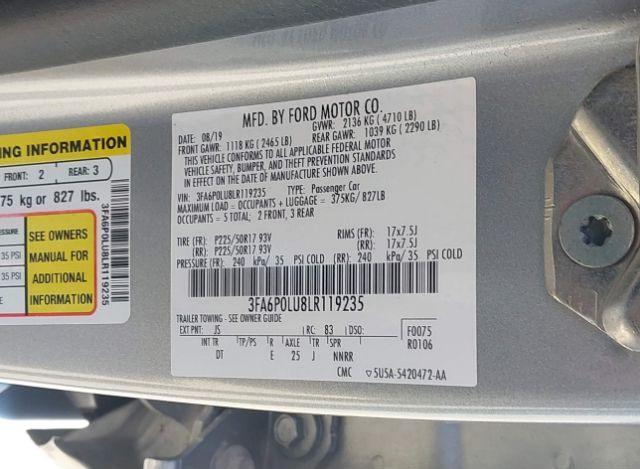 NG INFORMATION
FRONT: 2 REAR: 3
75 kg or 827 lbs.
SEE OWNERS
MANUAL FOR
ADDITIONAL
INFORMATION
35 PSI
35 PSI
3FA6P0LU8LR119235
MFD. BY FORD MOTOR CO.
DATE: 08/19 GVWR: 2136 KG (4710 LB)
FRONT GAWR: 1118 KG (2465 LB) REAR GAWR: 1039 KG (2290 LB)
THIS VEHICLE CONFORMS TO ALL APPLICABLE FEDERAL MOTOR
VEHICLE SAFETY, BUMPER, AND THEFT PREVENTION STANDARDS
IN EFFECT ON THE DATE OF MANUFACTURE SHOWN ABOVE.
VIN: 3FA6P0LU8LR119235 TYPE: Passenger Car
MAXIMUM LOAD = OCCUPANTS + LUGGAGE = 375KG/827LB
OCCUPANTS = 5 TOTAL; 2 FRONT, 3 REAR
TIRE (FR): P225/50R17 93V RIMS (FR): 17x7.5J
(RR): P225/50R17 93V (RR): 17x7.5J
PRESSURE (FR): 240 kPa/ 35 PSI COLD (RR): 240 kPa/ 35 PSI COLD
3FA6P0LU8LR119235
TRAILER TOWING - SEE OWNER GUIDE
EXT PNT: JS RC: 83 DSO: F0075
INT TR TP/PS R AXLE TR SPR R0106
DT E 25 J NNRR
CMC 5U5A-5420472-AA